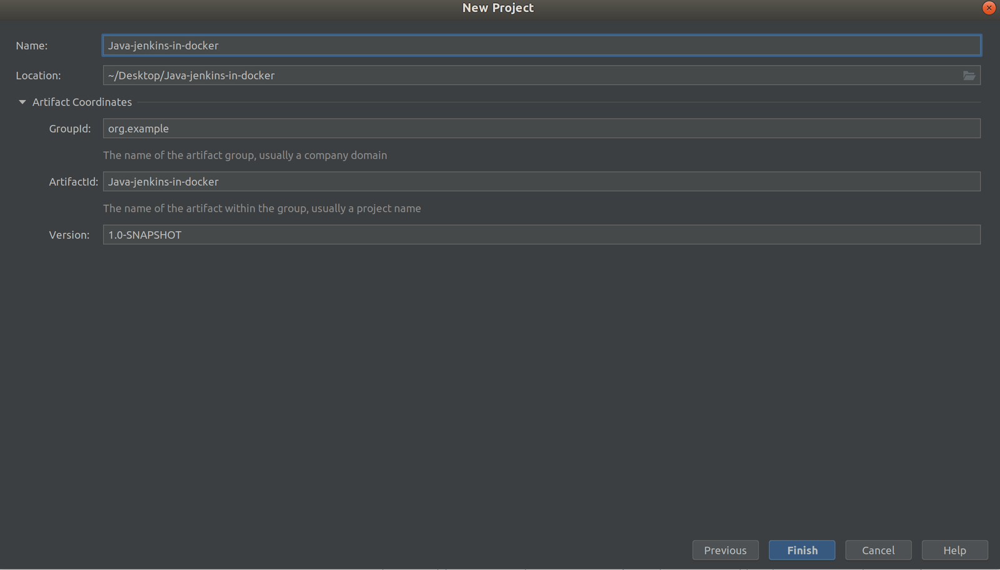 New Project
Name: Java-jenkins-in-docker
Location: ~/Desktop/Java-jenkins-in-docker
Artifact Coordinates
GroupId: org.example
The name of the artifact group, usually a company domain
ArtifactId: Java-jenkins-in-docker
The name of the artifact within the group, usually a project name
Version: 1.0-SNAPSHOT
Previous Finish Cancel Help